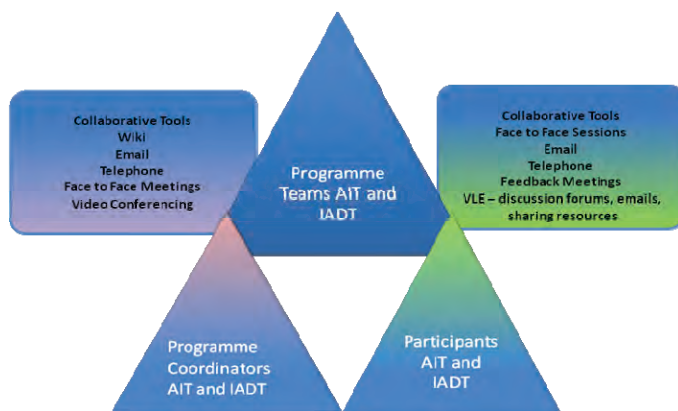 Collaborative Tools
Wiki
Email
Telephone
Face to Face Meetings
Video Conferencing
Programme
Teams AIT and
IADT
Collaborative Tools
Face to Face Sessions
Email
Telephone
Feedback Meetings
VLE – discussion forums, emails,
sharing resources
Programme
Coordinators
AIT and IADT
Participants
AIT and
IADT